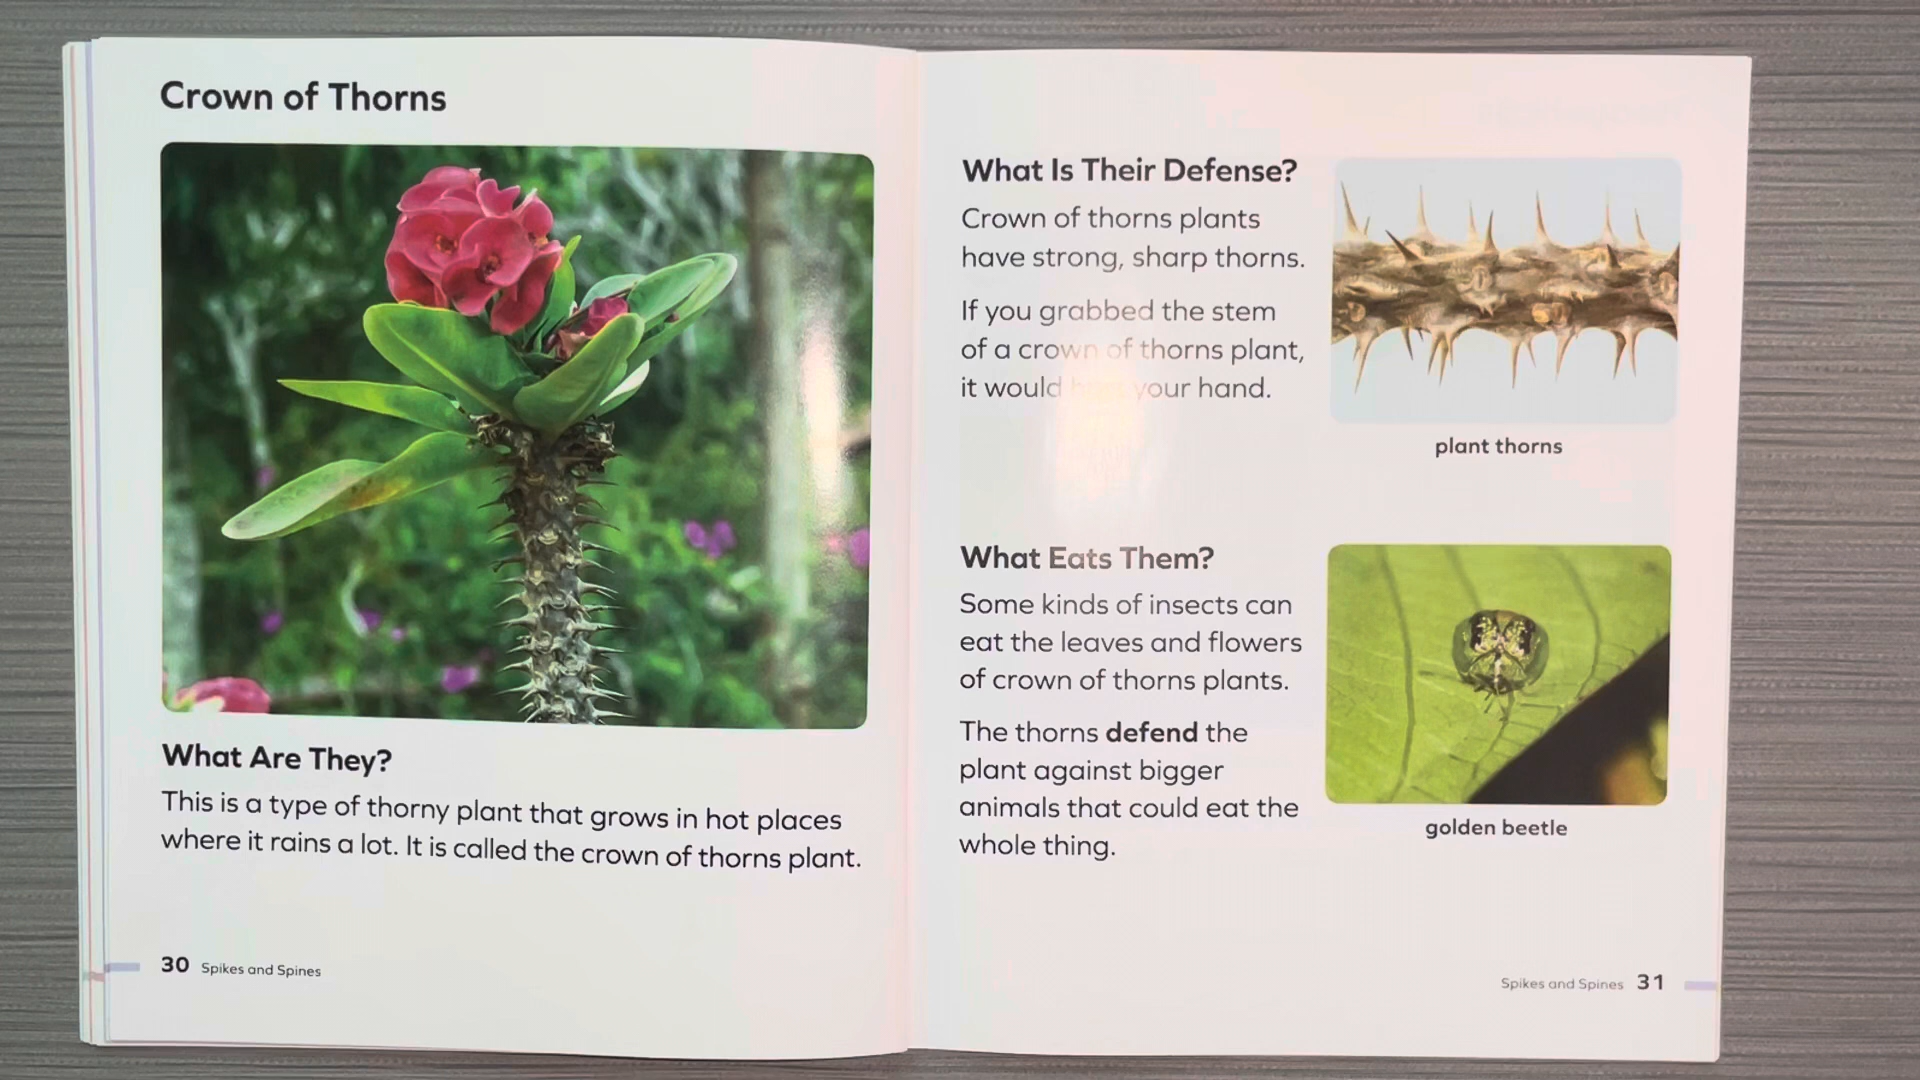 Crown of Thorns
What Are They?
This is a type of thorny plant that grows in hot places
where it rains a lot. It is called the crown of thorns plant.
30 Spikes and Spines
What Is Their Defense?
Crown of thorns plants
have strong, sharp thorns.
If you grabbed the stem
of a crown of thorns plant,
it would your hand.
plant thorns
What Eats Them?
Some kinds of insects can
eat the leaves and flowers
of crown of thorns plants.
The thorns defend the
plant against bigger
animals that could eat the
whole thing.
golden beetle
Spikes and Spines 31